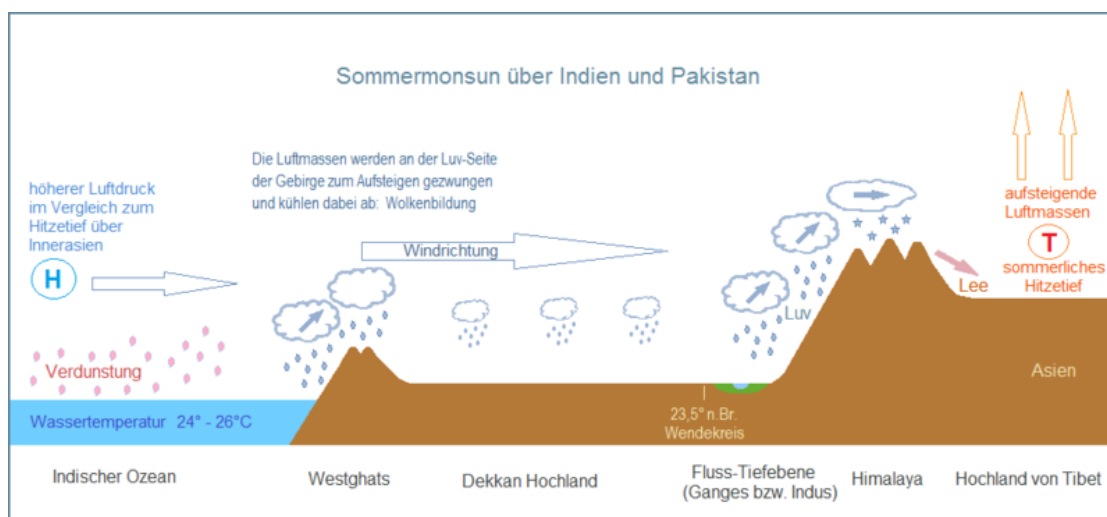 Sommermonsun über Indien und Pakistan
Die Luftmassen werden an der Luv-Seite
der Gebirge zum Aufsteigen gezwungen
und kühlen dabei ab: Wolkenbildung
höherer Luftdruck
im Vergleich zum
Hitzetief über
Innerasien
H
Windrichtung
aufsteigende
Luftmassen
T
sommerliches
Hitzetief
Lee
Luv
Verdunstung
Asien
Wassertemperatur 24° - 26°C
23,5° n.Br.
Wendekreis
Indischer Ozean
Westghats
Dekkan Hochland
Fluss-Tiefebene
(Ganges bzw. Indus)
Himalaya
Hochland von Tibet